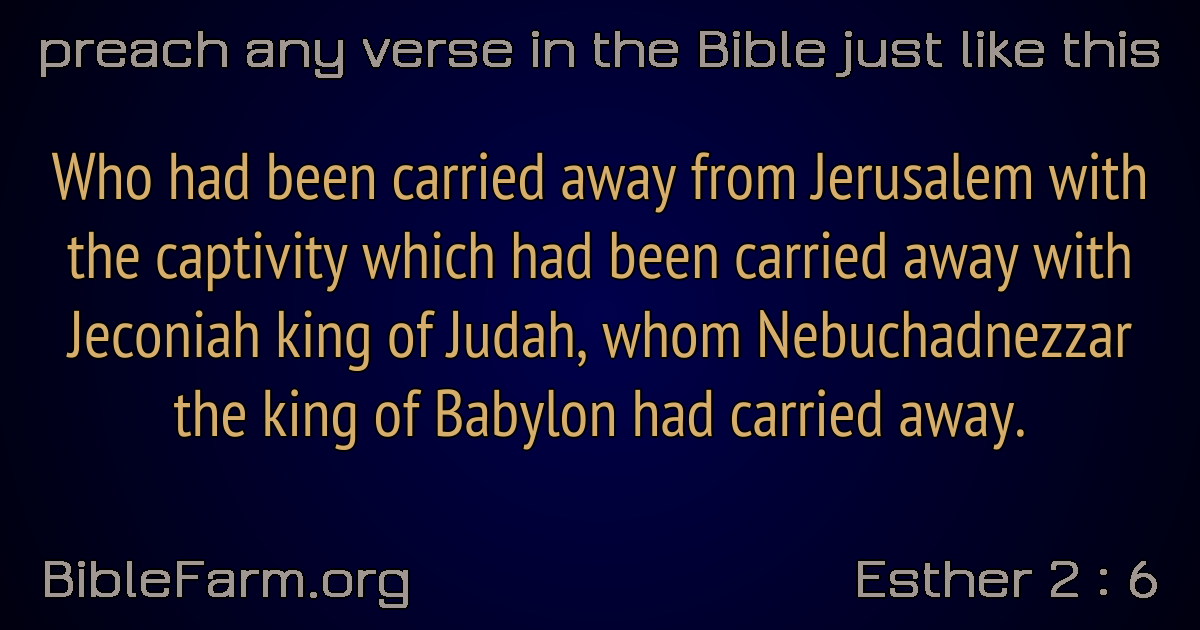 preach any verse in the Bible just like this
Who had been carried away from Jerusalem with
the captivity which had been carried away with
Jeconiah king of Judah, whom Nebuchadnezzar
the king of Babylon had carried away.
BibleFarm.org
Esther 2 : 6